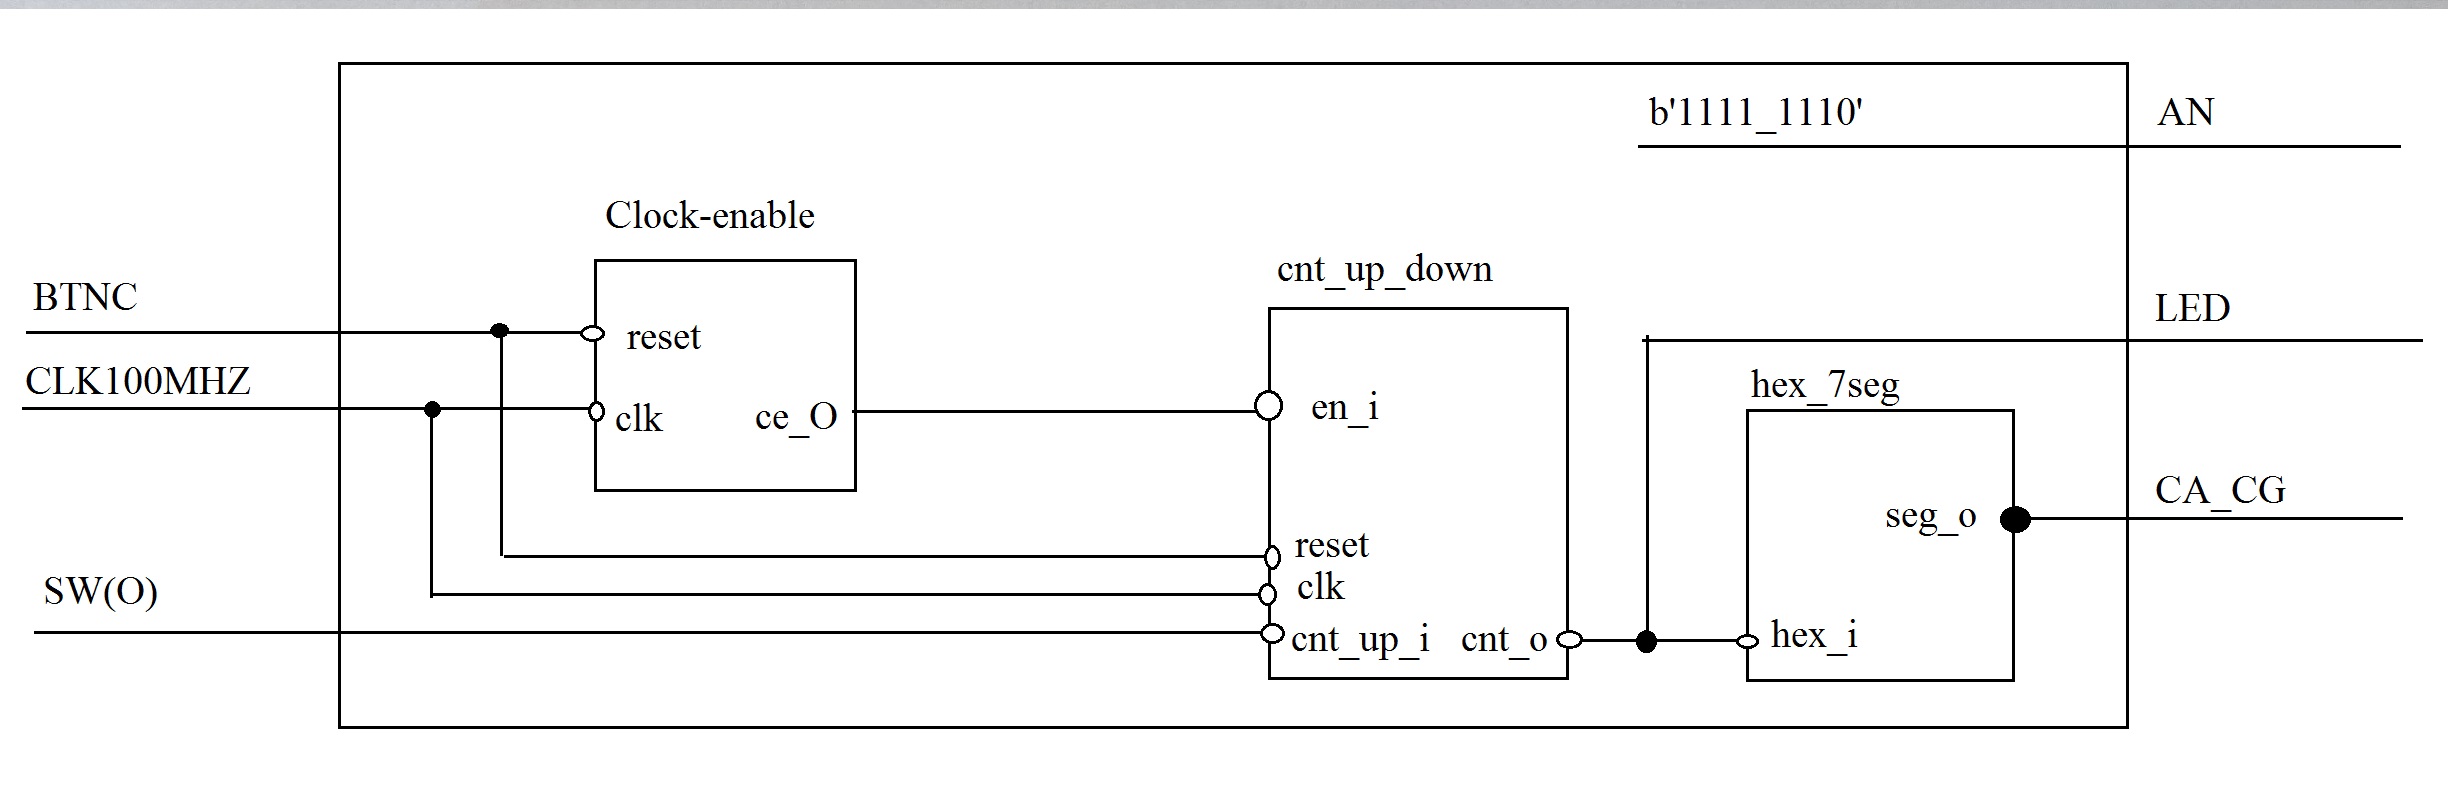 b'1111_1110'
AN
Clock-enable
cnt_up_down
BTNC
LED
reset
CLK100MHZ
hex_7seg
clk
ce_O
en_i
CA_CG
seg_o
reset
SW(O)
clk
cnt_up_i
cnt_o
hex_i